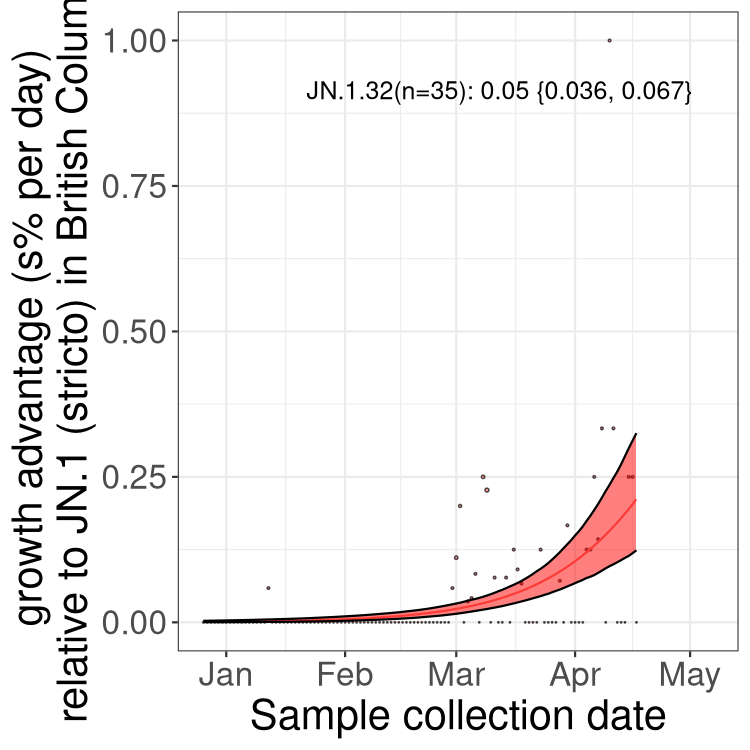 growth advantage (s% per day)
relative to JN.1 (stricto) in British Colum
1.00
0.75
0.50
0.25
0.00
JN.1.32(n=35): 0.05 {0.036, 0.067}
Jan Feb Mar Apr May
Sample collection date